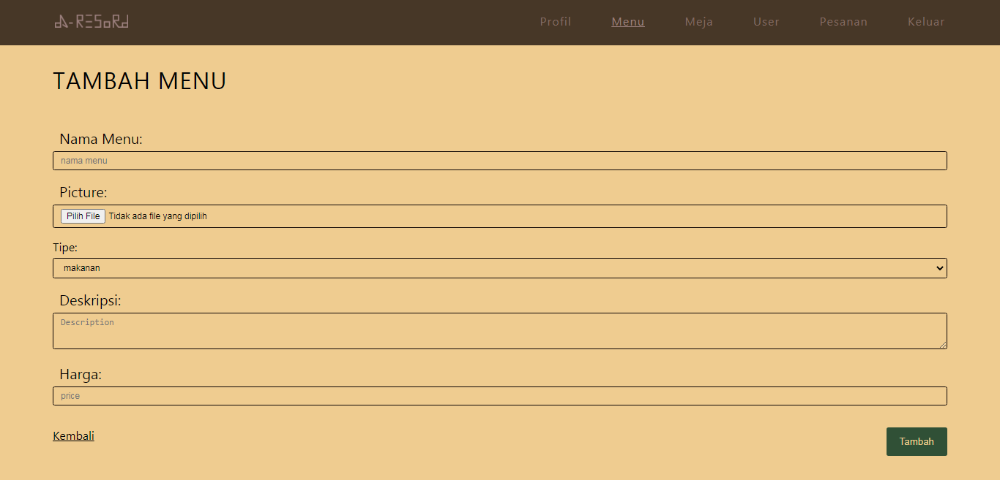 d-RESoRd
Profil Menu Meja User Pesanan Keluar
TAMBAH MENU
Nama Menu:
nama menu
Picture:
Pilih File Tidak ada file yang dipilih
Tipe:
makanan
Deskripsi:
Description
Harga:
price
Kembali Tambah